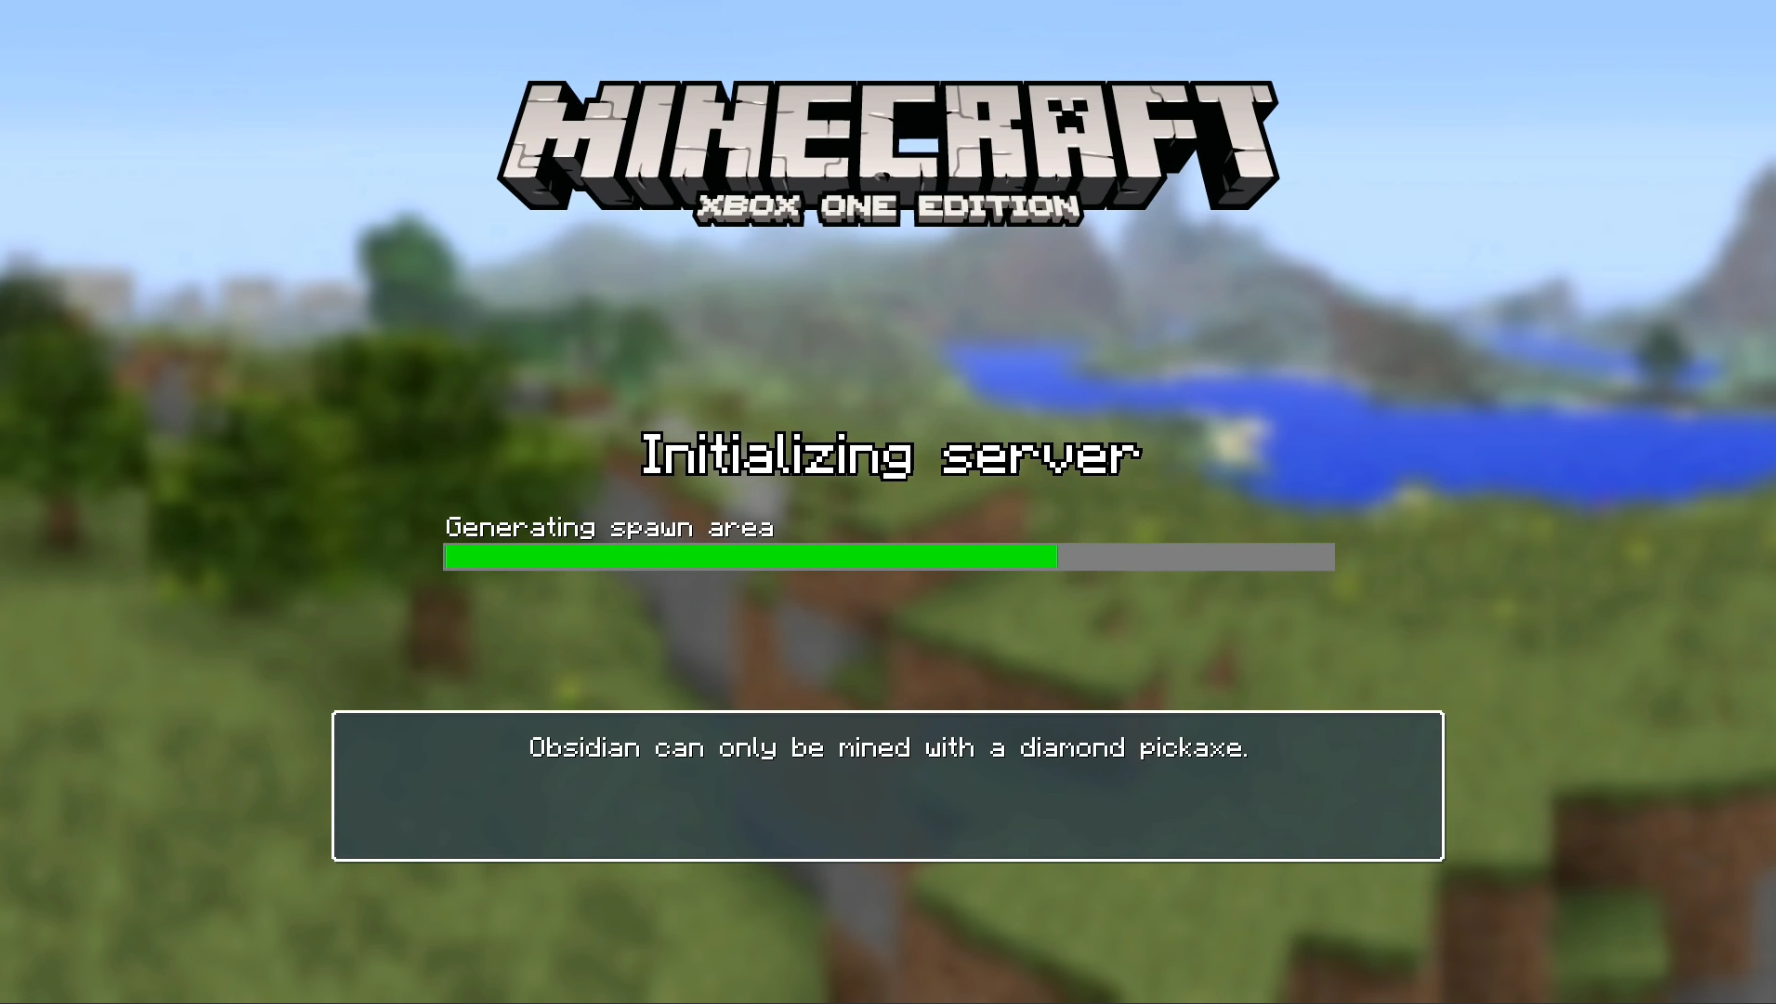 MINECRAFT
XBOX ONE EDITION
Initializing server
Generating spawn area
Obsidian can only be mined with a diamond pickaxe.